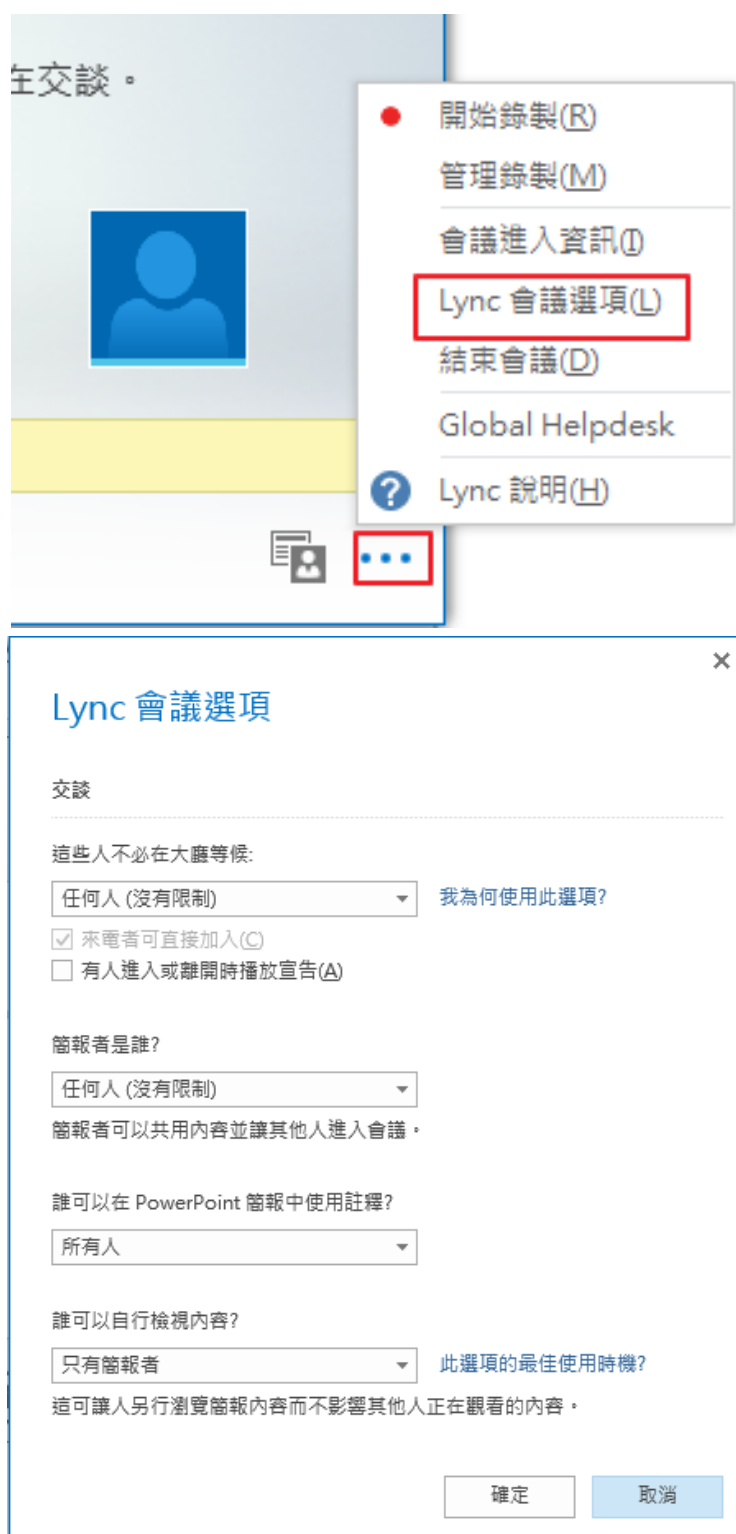 在交談。
開始錄製(R)
管理錄製(M)
會議進入資訊(I)
Lync 會議選項(L)
結束會議(D)
Global Helpdesk
Lync 說明(H)
Lync 會議選項
交談
這些人不必在大廳等候:
任何人 (沒有限制) 我為何使用此選項?
來電者可直接加入(C)
有人進入或離開時播放宣告(A)
簡報者是誰?
任何人 (沒有限制)
簡報者可以共用內容並讓其他人進入會議。
誰可以在 PowerPoint 簡報中使用註釋?
所有人
誰可以自行檢視內容?
只有簡報者 此選項的最佳使用時機?
這可讓人另行瀏覽簡報內容而不影響其他人正在觀看的內容。
確定 取消